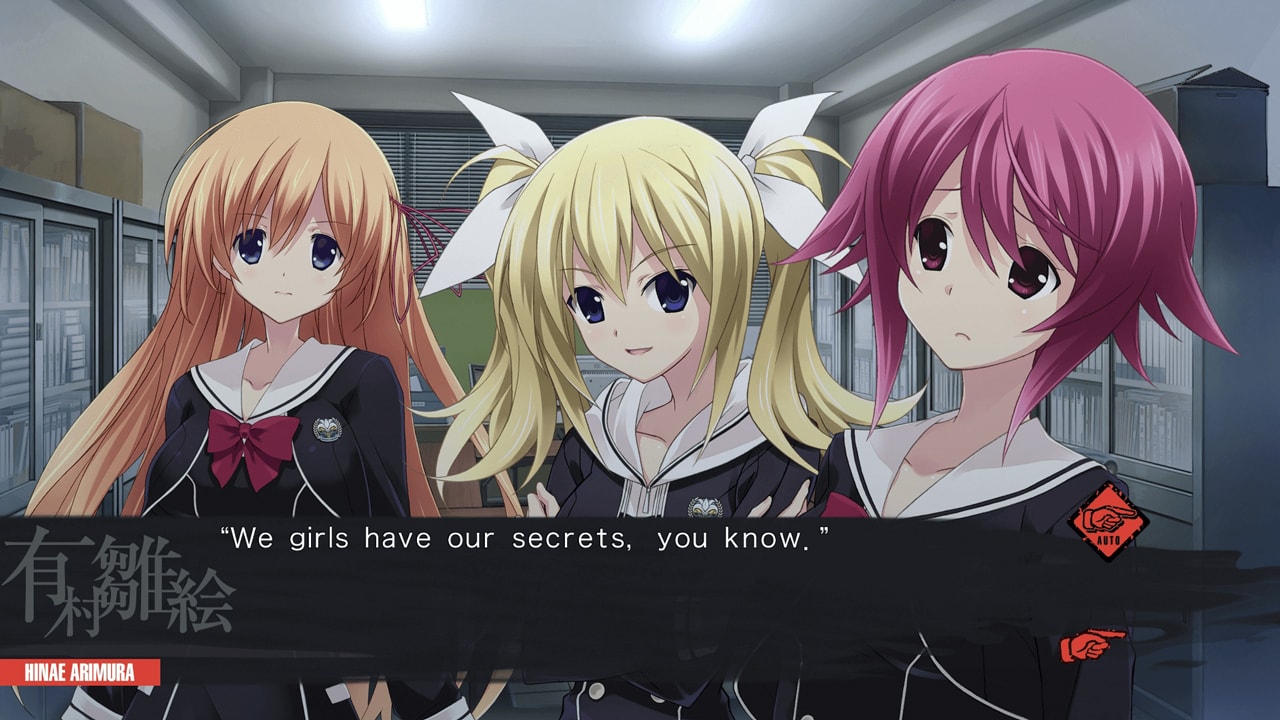 “We girls have our secrets, you know.”
AUTO
有村雛絵
HINAE ARIMURA